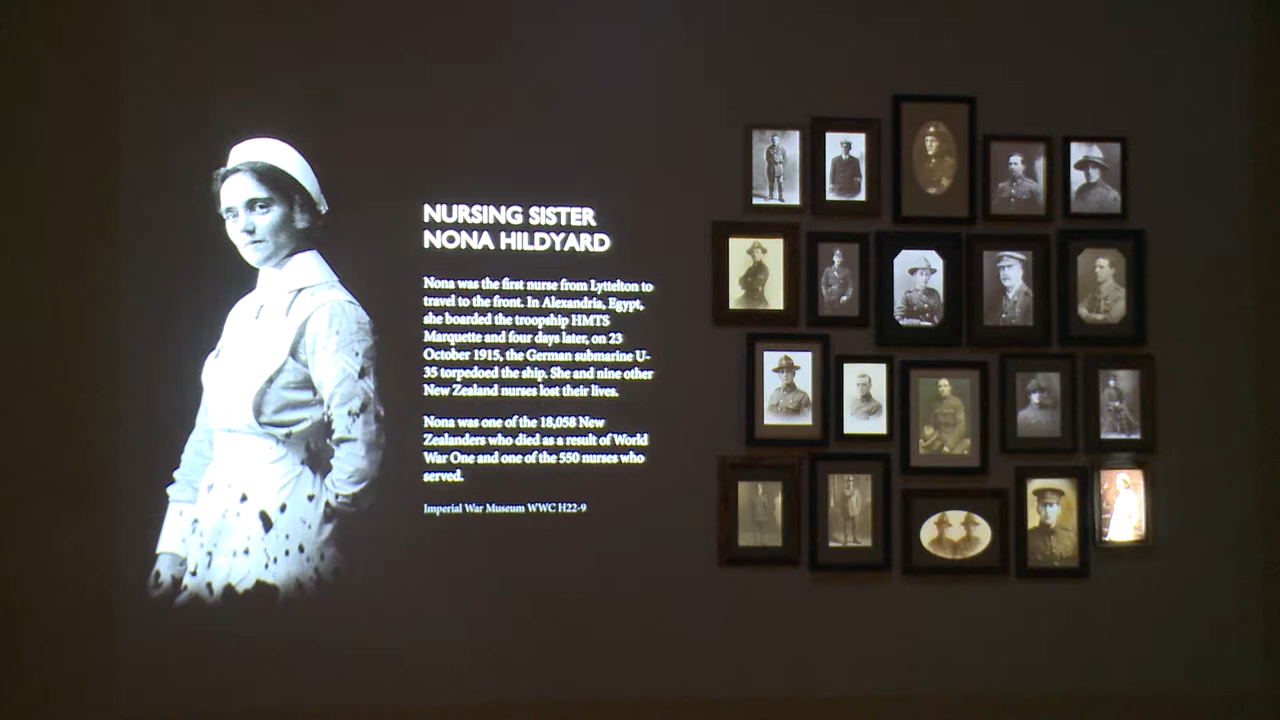 NURSING SISTER
NONA HILDYARD
Nona was the first nurse from Lyttelton to
travel to the front. In Alexandria, Egypt,
she boarded the troopship HMTS
Marquette and four days later, on 23
October 1915, the German submarine U-
35 torpedoed the ship. She and nine other
New Zealand nurses lost their lives.
Nona was one of the 18,058 New
Zealanders who died as a result of World
War One and one of the 550 nurses who
served.
Imperial War Museum WWC H22-9